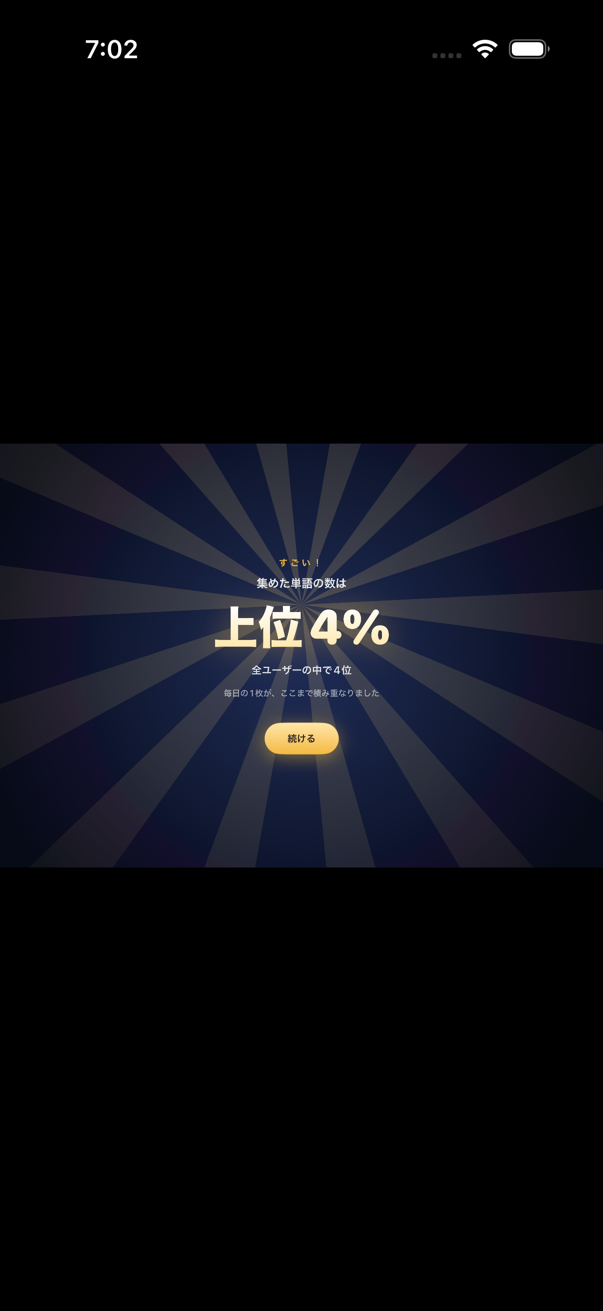 7:02
すごい！
集めた単語の数は
上位4%
全ユーザーの中で4位
毎日の1枚が、ここまで積み重なりました
続ける